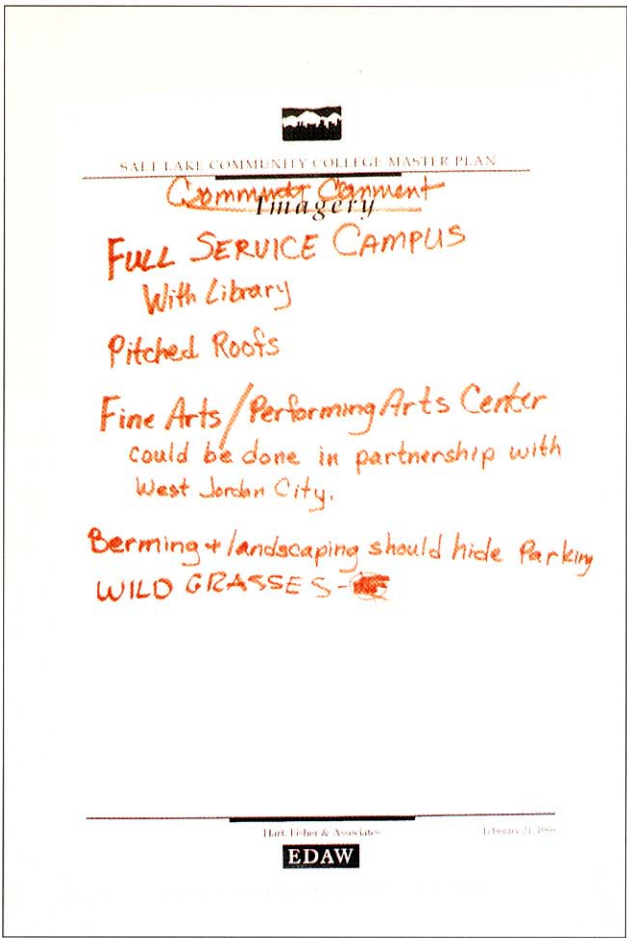 SALT LAKE COMMUNITY COLLEGE MASTER PLAN
Community Comment
Imagery
FULL SERVICE CAMPUS
With Library
Pitched Roofs
Fine Arts/Performing Arts Center
could be done in partnership with
West Jordan City.
Berming + landscaping should hide Parking
WILD GRASSES -
Hart, Fisher & Associates
February 21,
EDAW